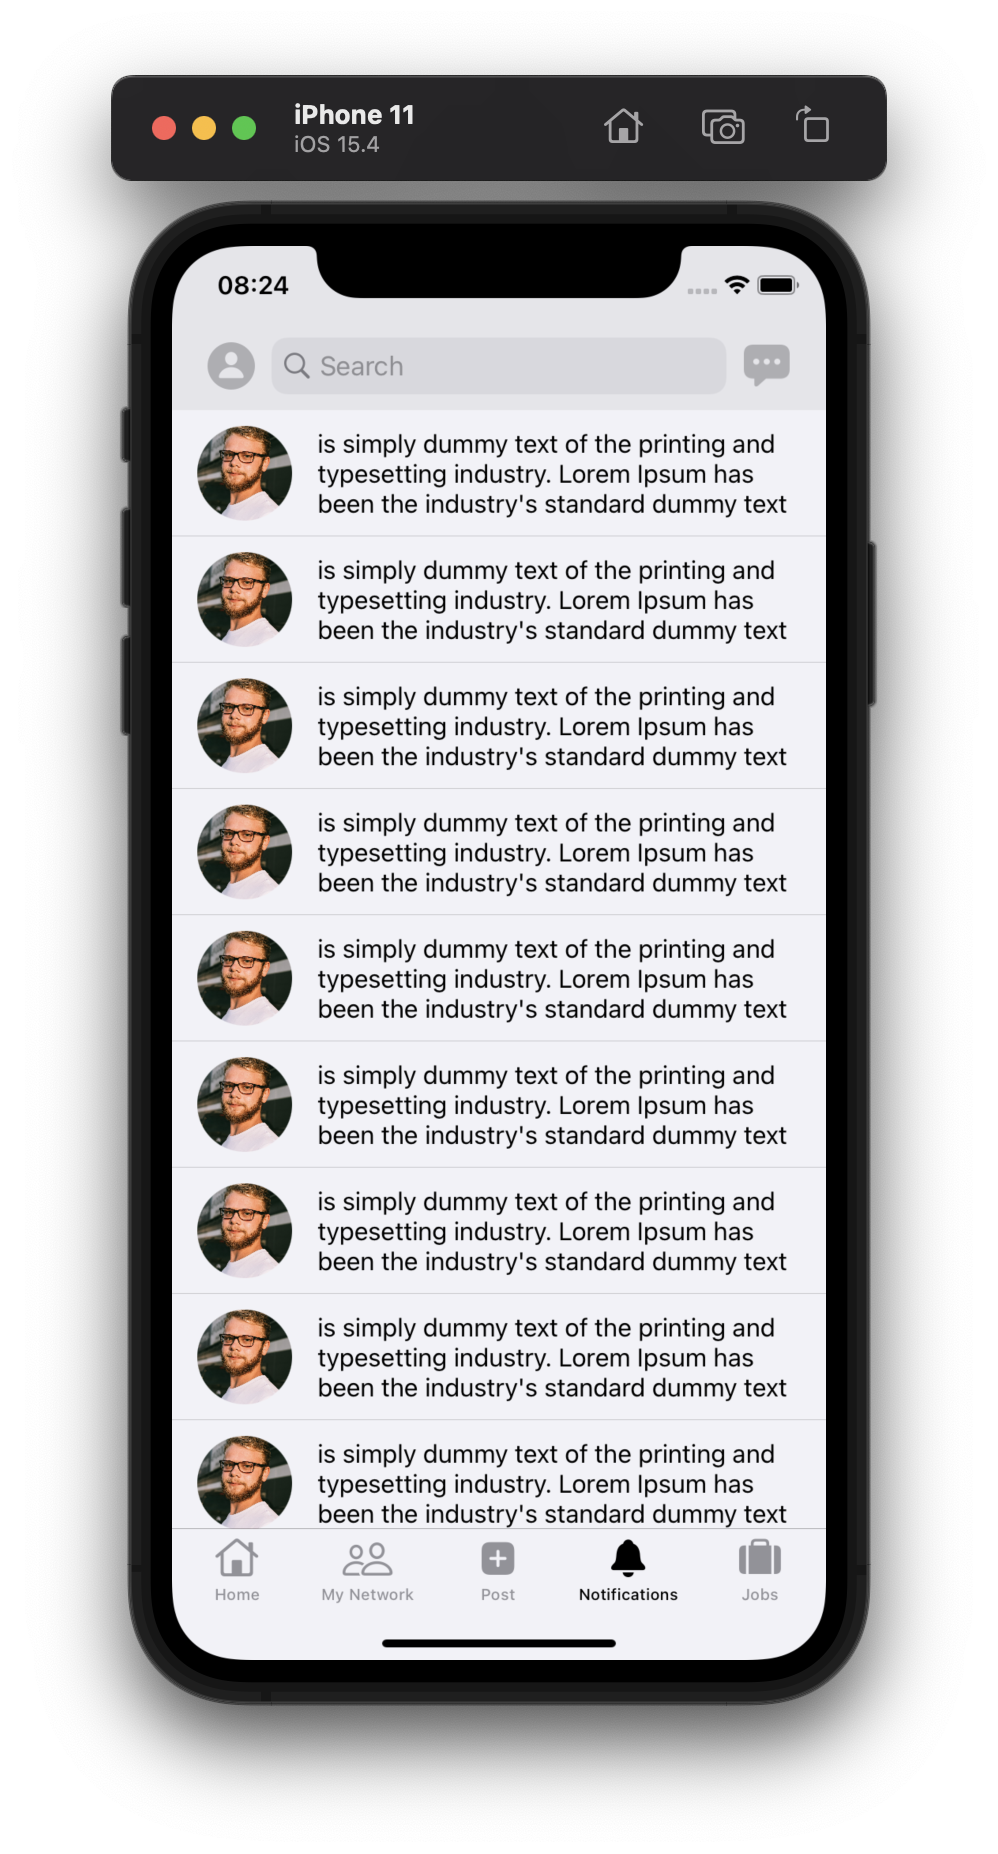 iPhone 11
iOS 15.4
08:24
Search
is simply dummy text of the printing and
typesetting industry. Lorem Ipsum has
been the industry's standard dummy text
is simply dummy text of the printing and
typesetting industry. Lorem Ipsum has
been the industry's standard dummy text
is simply dummy text of the printing and
typesetting industry. Lorem Ipsum has
been the industry's standard dummy text
is simply dummy text of the printing and
typesetting industry. Lorem Ipsum has
been the industry's standard dummy text
is simply dummy text of the printing and
typesetting industry. Lorem Ipsum has
been the industry's standard dummy text
is simply dummy text of the printing and
typesetting industry. Lorem Ipsum has
been the industry's standard dummy text
is simply dummy text of the printing and
typesetting industry. Lorem Ipsum has
been the industry's standard dummy text
is simply dummy text of the printing and
typesetting industry. Lorem Ipsum has
been the industry's standard dummy text
is simply dummy text of the printing and
typesetting industry. Lorem Ipsum has
been the industry's standard dummy text
Home My Network Post Notifications Jobs